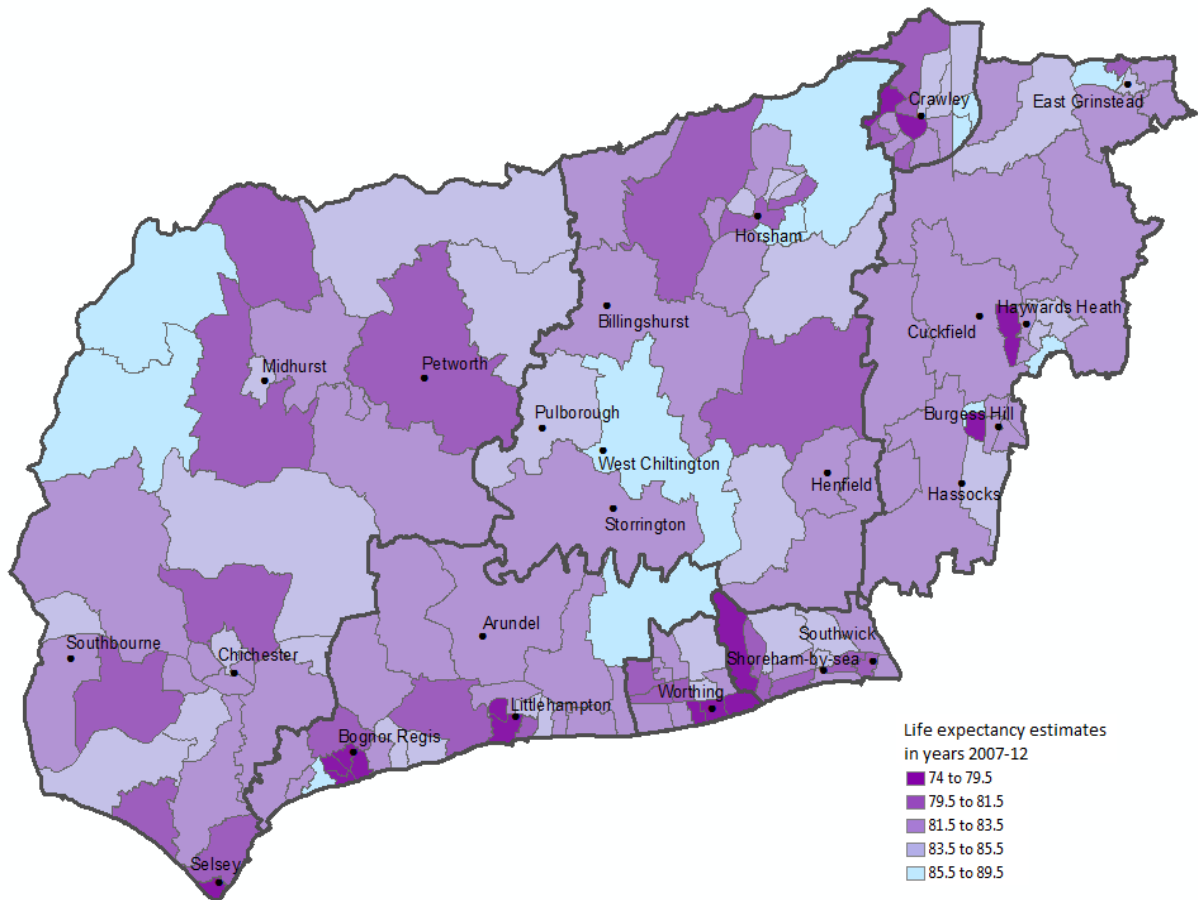 Crawley
East Grinstead
Horsham
Billingshurst
Haywards Heath
Cuckfield
Midhurst
Petworth
Pulborough
Burgess Hill
West Chiltington
Henfield
Hassocks
Storrington
Arundel
Southwick
Southbourne
Chichester
Shoreham-by-sea
Worthing
Littlehampton
Bognor Regis
Selsey
Life expectancy estimates
in years 2007-12
74 to 79.5
79.5 to 81.5
81.5 to 83.5
83.5 to 85.5
85.5 to 89.5